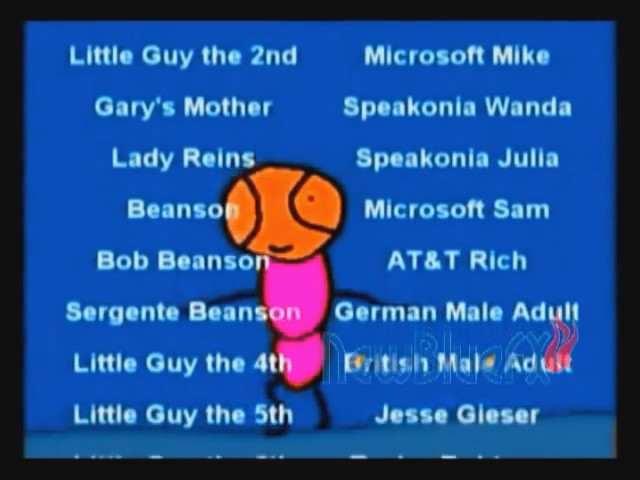 Little Guy the 2nd Microsoft Mike
Gary's Mother Speakonia Wanda
Lady Reins Speakonia Julia
Beanson Microsoft Sam
Bob Beanson AT&T Rich
Sergente Beanson German Male Adult
Little Guy the 4th British Male Adult
NewBlueFX
Little Guy the 5th Jesse Gieser